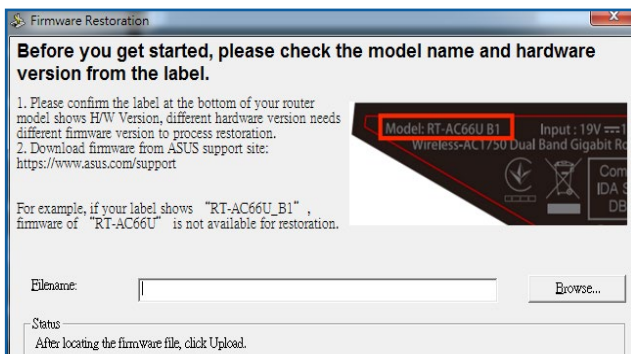 Firmware Restoration
Before you get started, please check the model name and hardware
version from the label.
1. Please confirm the label at the bottom of your router
model shows H/W Version, different hardware version needs
different firmware version to process restoration.
2. Download firmware from ASUS support site:
https://www.asus.com/support
For example, if your label shows “RT-AC66U_B1”,
firmware of “RT-AC66U” is not available for restoration.
Model: RT-AC66U B1 Input : 19V
Wireless-AC1750 Dual Band Gigabit Ro
Com
IDA S
DB
Filename:
Browse...
Status
After locating the firmware file, click Upload.